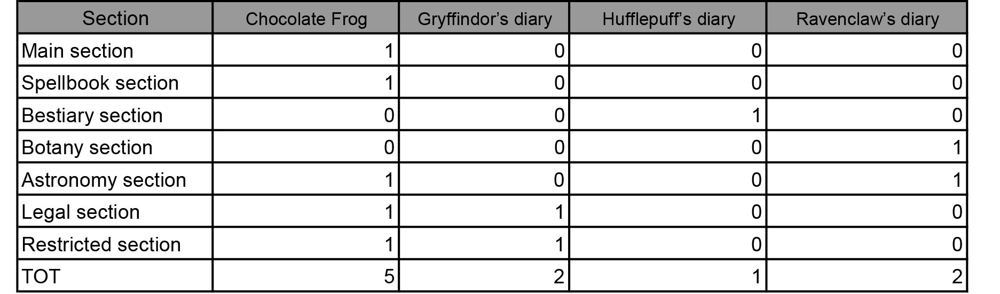 Section Chocolate Frog Gryffindor’s diary Hufflepuff’s diary Ravenclaw’s diary
Main section 1 0 0 0
Spellbook section 1 0 0 0
Bestiary section 0 0 1 0
Botany section 0 0 0 1
Astronomy section 1 0 0 1
Legal section 1 1 0 0
Restricted section 1 1 0 0
TOT 5 2 1 2